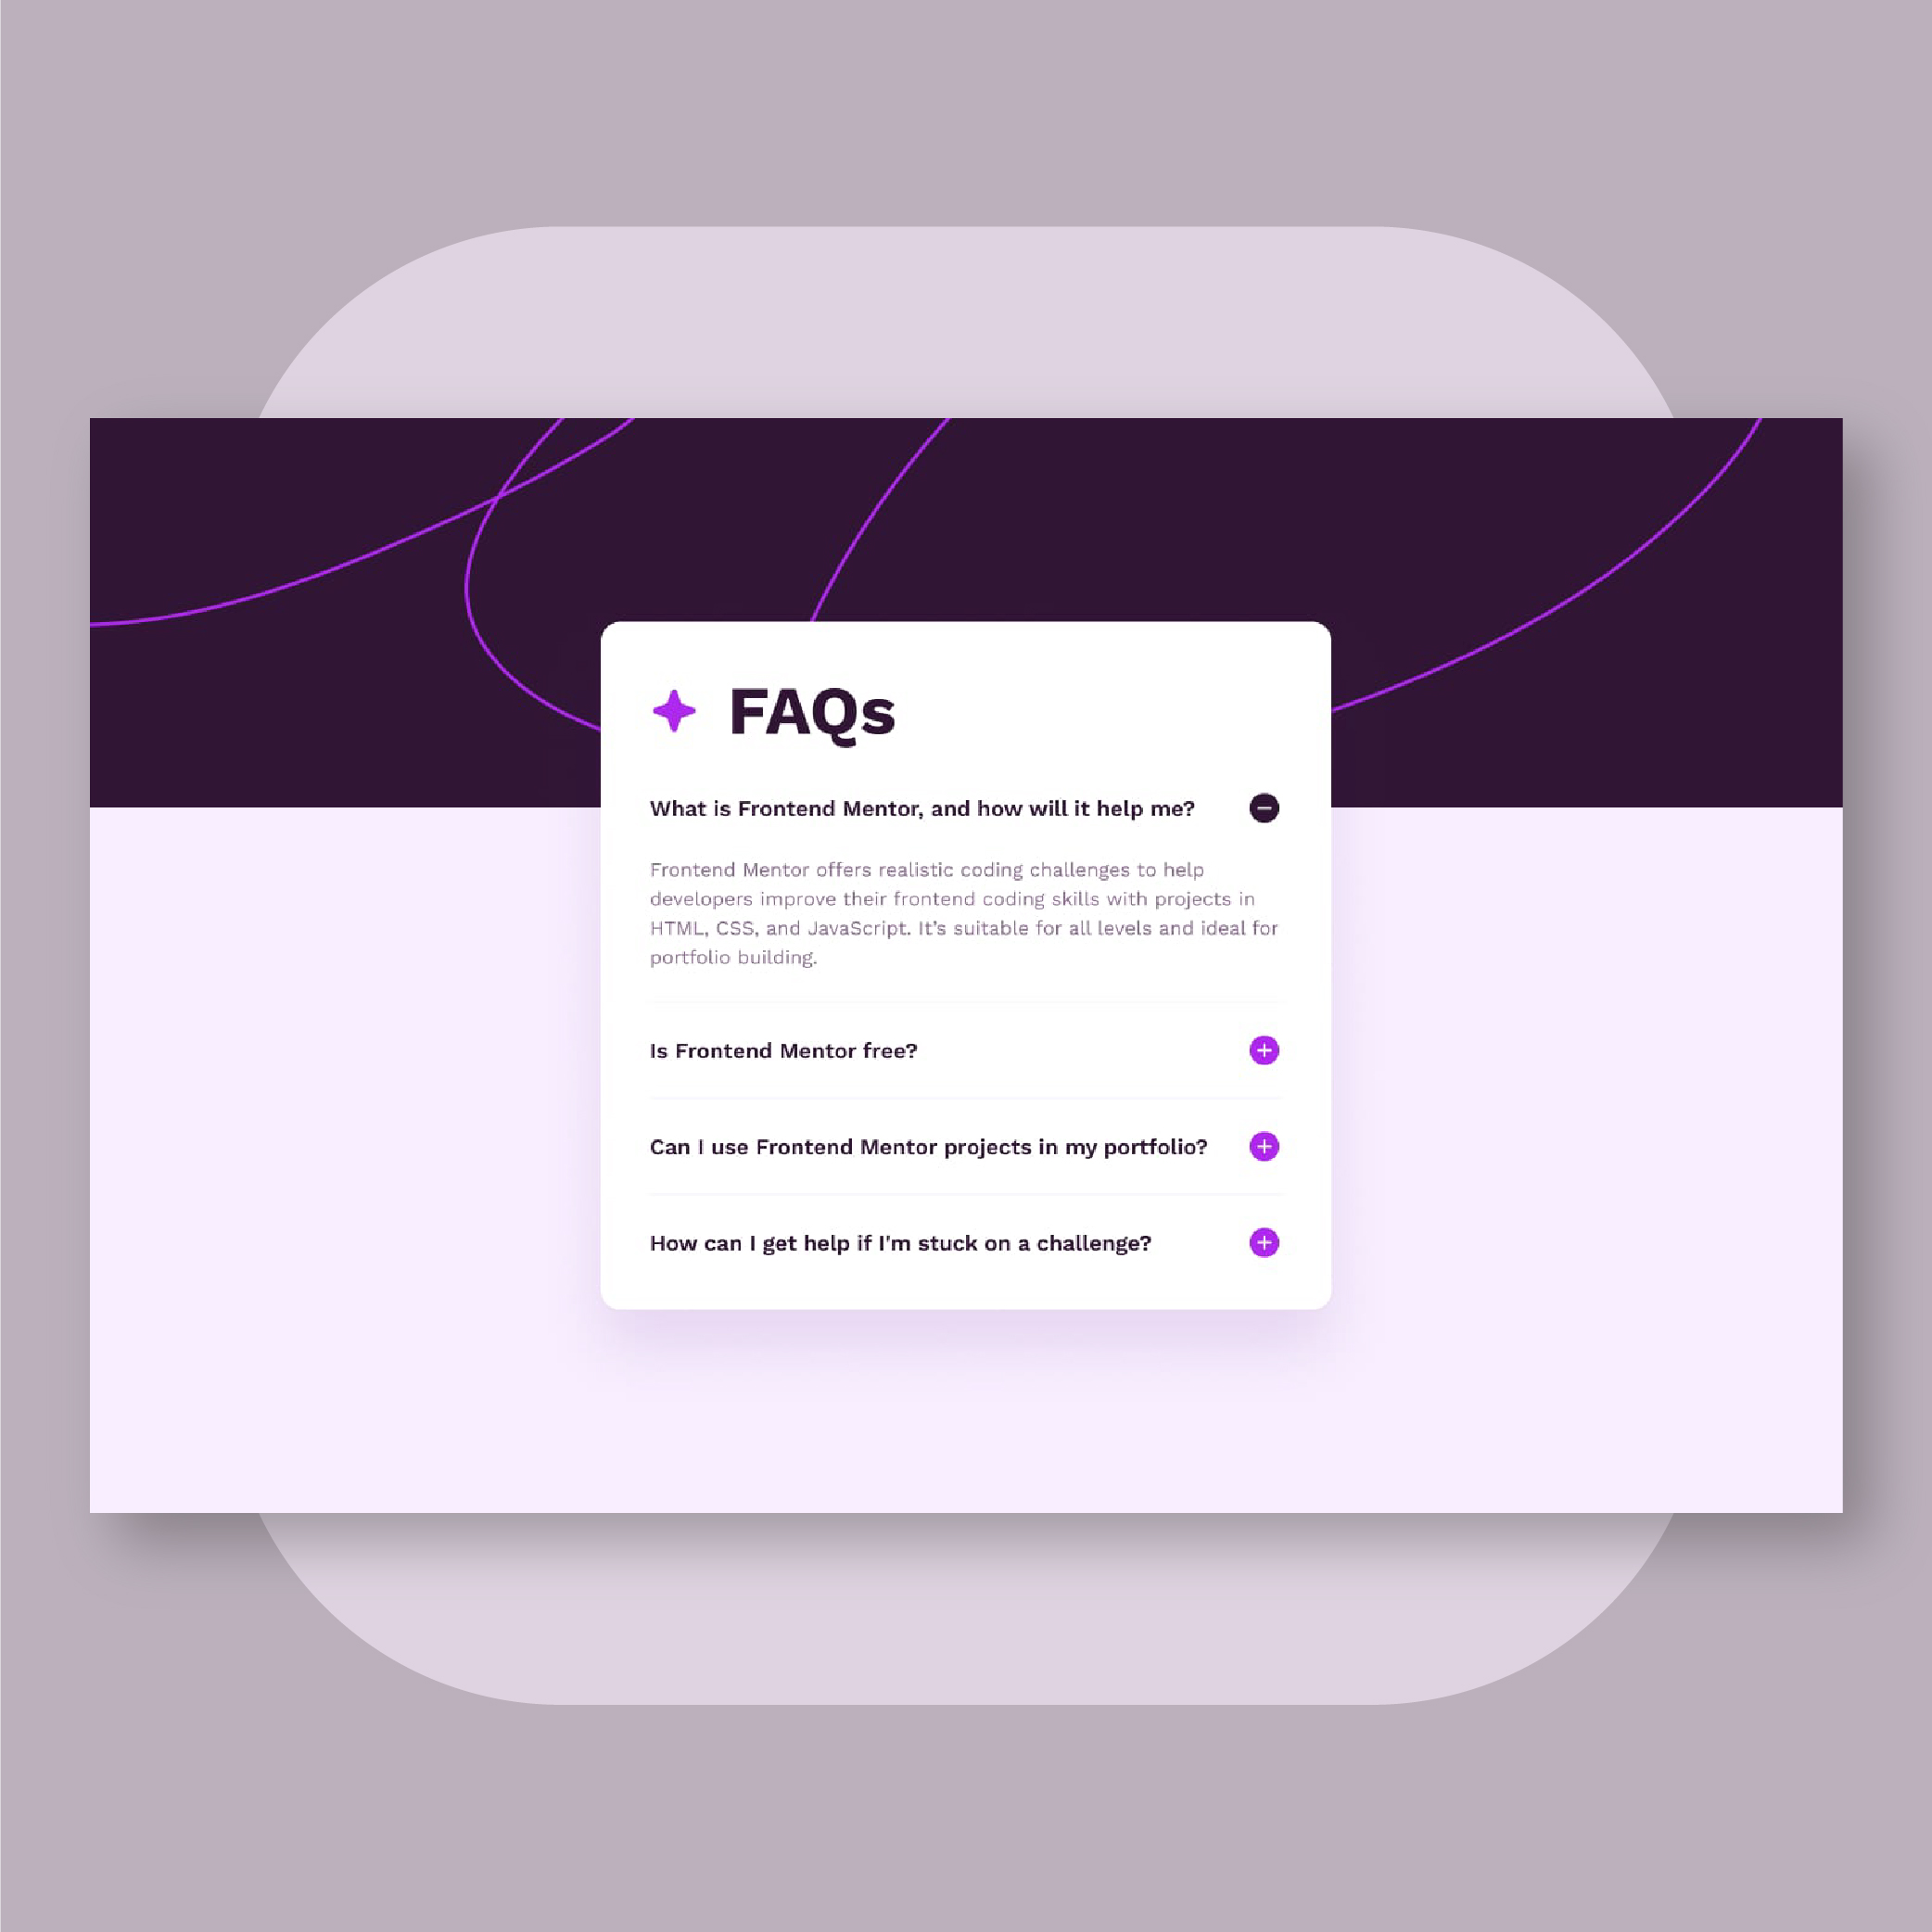 FAQs
What is Frontend Mentor, and how will it help me?
Frontend Mentor offers realistic coding challenges to help
developers improve their frontend coding skills with projects in
HTML, CSS, and JavaScript. It’s suitable for all levels and ideal for
portfolio building.
Is Frontend Mentor free?
Can I use Frontend Mentor projects in my portfolio?
How can I get help if I'm stuck on a challenge?